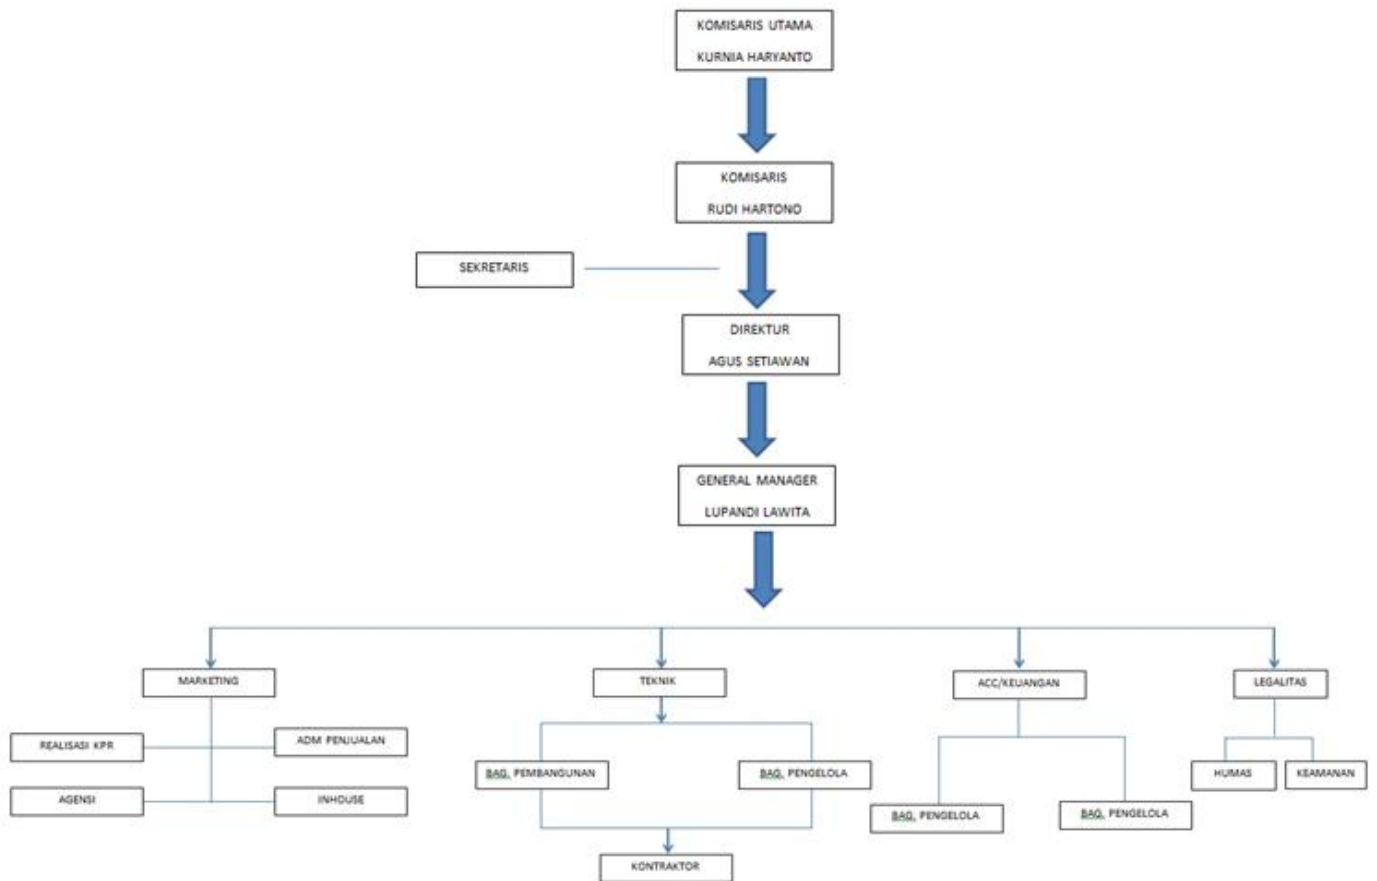 KOMISARIS UTAMA
KURNIA HARYANTO
KOMISARIS
RUDI HARTONO
SEKRETARIS
DIREKTUR
AGUS SETIAWAN
GENERAL MANAGER
LUPANDI LAWITA
MARKETING
TEKNIK
ACC/KEUANGAN
LEGALITAS
REALISASI KPR
ADM PENJUALAN
AGENSI
INHOUSE
BAG. PEMBANGUNAN
BAG. PENGELOLA
KONTRAKTOR
BAG. PENGELOLA
BAG. PENGELOLA
HUMAS
KEAMANAN